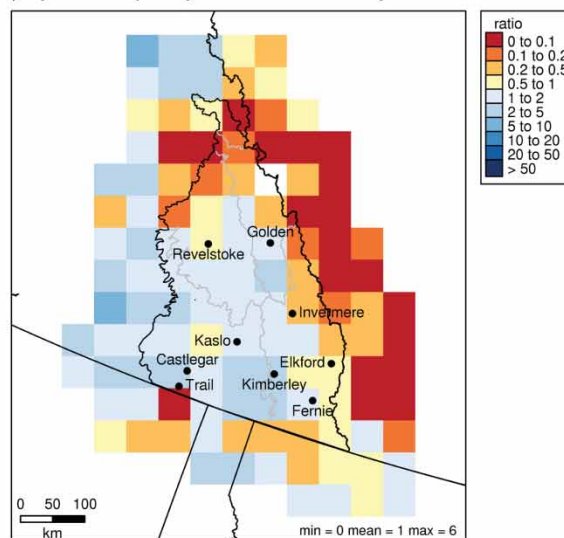 ratio
0 to 0.1
0.1 to 0.2
0.2 to 0.5
0.5 to 1
1 to 2
2 to 5
5 to 10
10 to 20
20 to 50
> 50
Golden
Revelstoke
Invermere
Kaslo
Elkford
Castlegar
Kimberley
Trail
Fernie
0 50 100
km
min = 0 mean = 1 max = 6